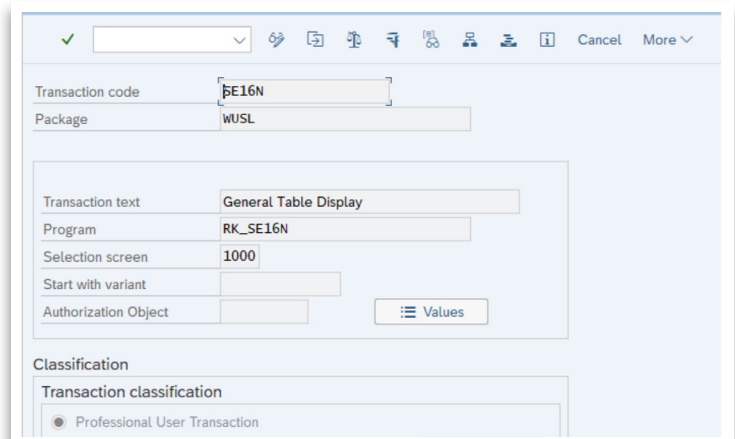 Cancel More
Transaction code SE16N
Package WUSL
Transaction text General Table Display
Program RK_SE16N
Selection screen 1000
Start with variant
Authorization Object Values
Classification
Transaction classification
Professional User Transaction